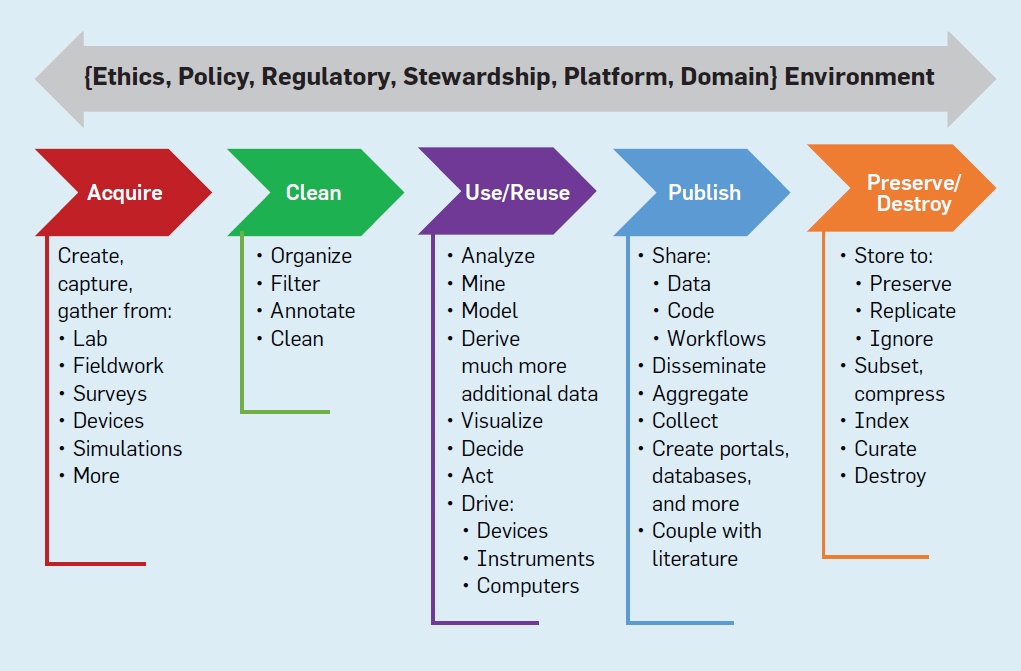 {Ethics, Policy, Regulatory, Stewardship, Platform, Domain} Environment
Acquire
Create,
capture,
gather from:
• Lab
• Fieldwork
• Surveys
• Devices
• Simulations
• More
Clean
• Organize
• Filter
• Annotate
• Clean
Use/Reuse
• Analyze
• Mine
• Model
• Derive
much more
additional data
• Visualize
• Decide
• Act
• Drive:
• Devices
• Instruments
• Computers
Publish
• Share:
• Data
• Code
• Workflows
• Disseminate
• Aggregate
• Collect
• Create portals,
databases,
and more
• Couple with
literature
Preserve/
Destroy
• Store to:
• Preserve
• Replicate
• Ignore
• Subset,
compress
• Index
• Curate
• Destroy